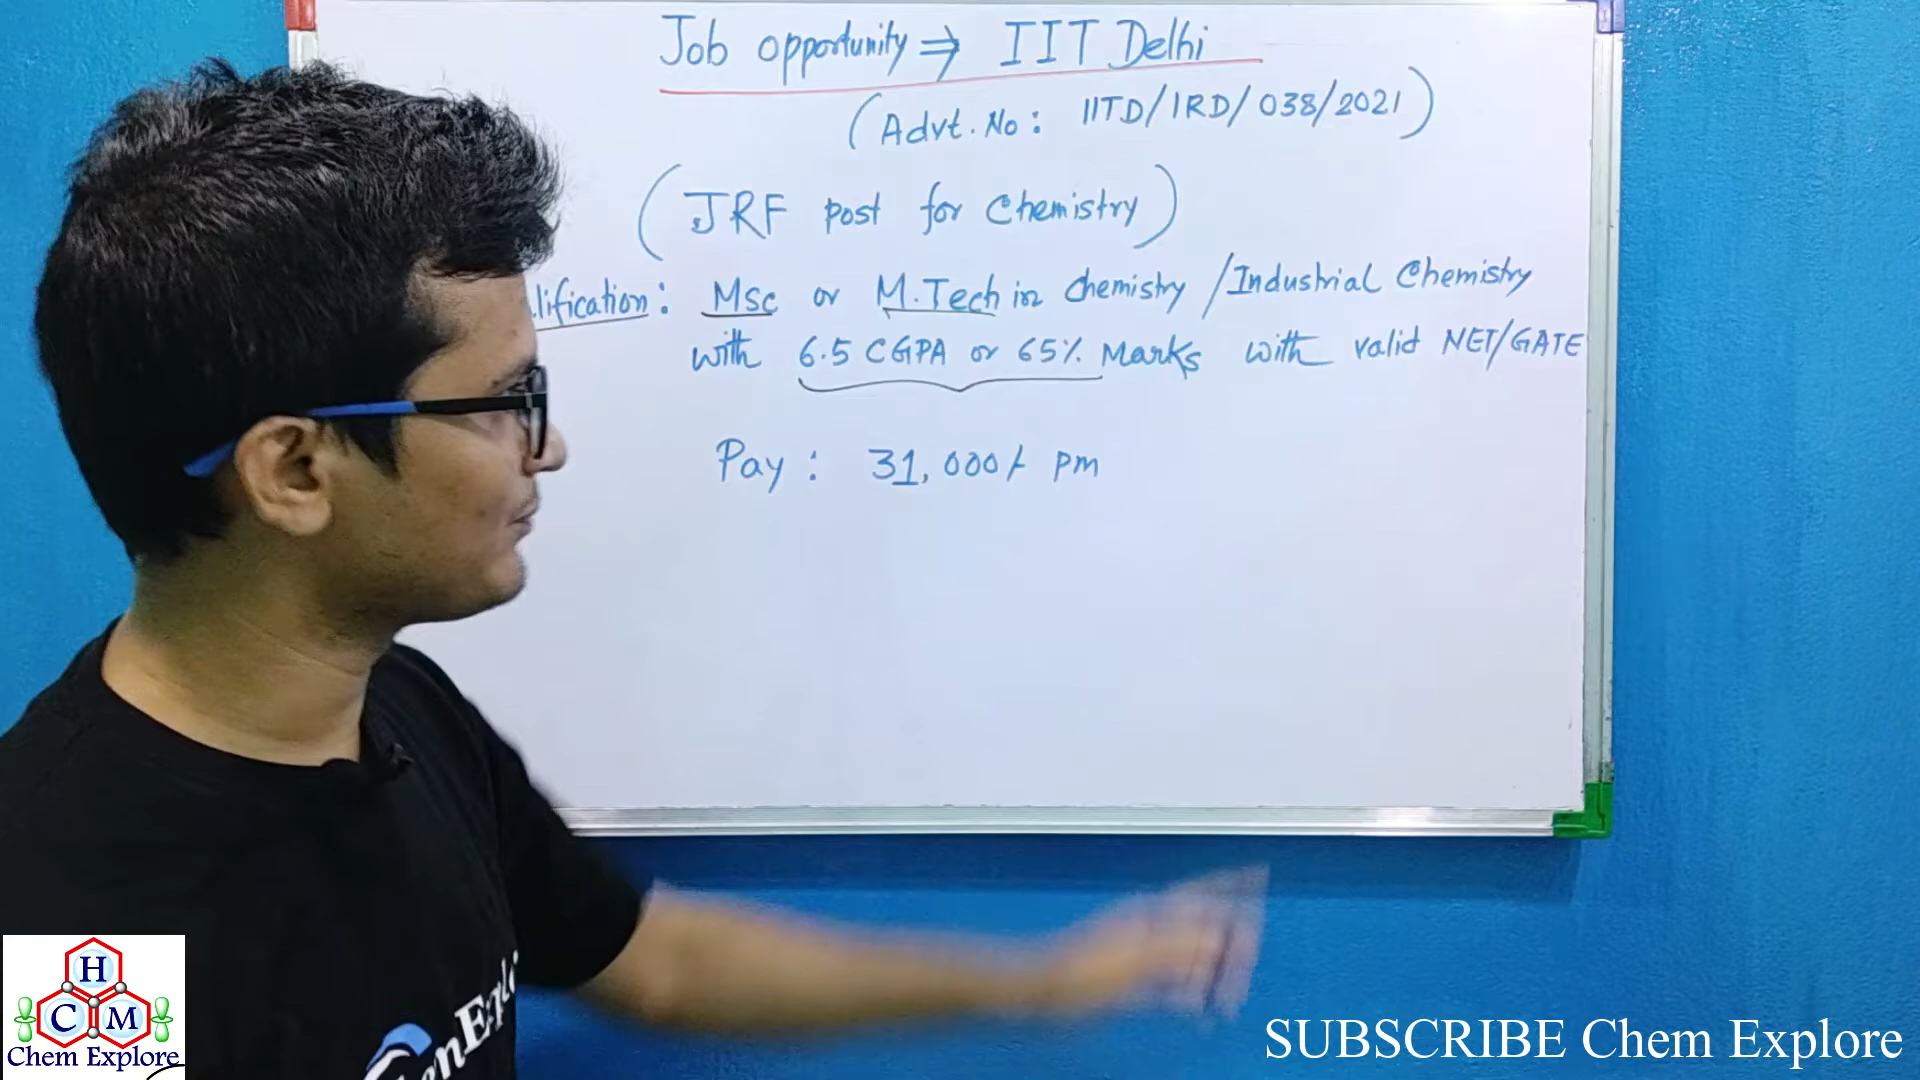 Job opportunity ⇒ IIT Delhi
(Advt. No: IITD/IRD/038/2021)
(JRF post for Chemistry)
lification: Msc or M.Tech in Chemistry /Industrial Chemistry
with 6.5 CGPA or 65% Marks with valid NET/GATE
Pay: 31,000/- pm
H
C M
Chem Explore
SUBSCRIBE Chem Explore